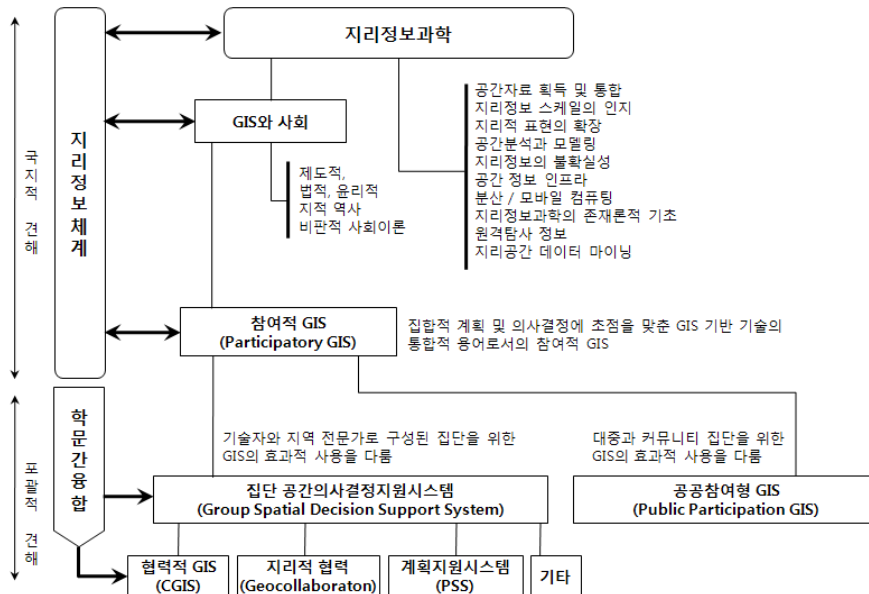 지리정보과학
국지적 견해
지리정보체계
GIS와 사회
공간자료 획득 및 통합
지리정보 스케일의 인지
지리적 표현의 확장
공간분석과 모델링
지리정보의 불확실성
공간 정보 인프라
분산 / 모바일 컴퓨팅
지리정보과학의 존재론적 기초
원격탐사 정보
지리공간 데이터 마이닝
제도적,
법적, 윤리적
지적 역사
비판적 사회이론
참여적 GIS
(Participatory GIS)
집합적 계획 및 의사결정에 초점을 맞춘 GIS 기반 기술의
통합적 용어로서의 참여적 GIS
포괄적 견해
학문간융합
기술자와 지역 전문가로 구성된 집단을 위한
GIS의 효과적 사용을 다룸
대중과 커뮤니티 집단을 위한
GIS의 효과적 사용을 다룸
집단 공간의사결정지원시스템
(Group Spatial Decision Support System)
공공참여형 GIS
(Public Participation GIS)
협력적 GIS
(CGIS)
지리적 협력
(Geocollaboraton)
계획지원시스템
(PSS)
기타